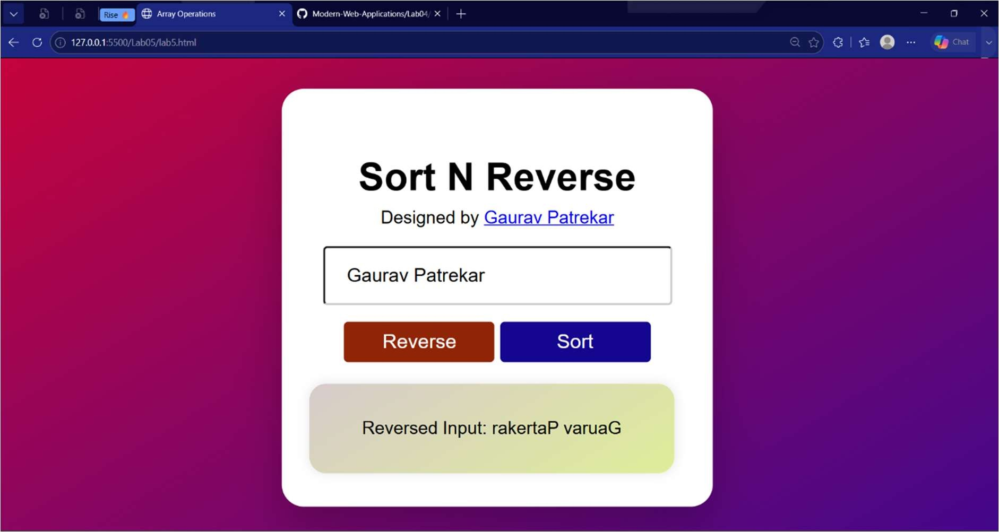 Rise 🔥
Array Operations
Modern-Web-Applications/Lab04/
127.0.0.1:5500/Lab05/lab5.html
Chat
Sort N Reverse
Designed by Gaurav Patrekar
Gaurav Patrekar
Reverse
Sort
Reversed Input: rakertaP varuaG